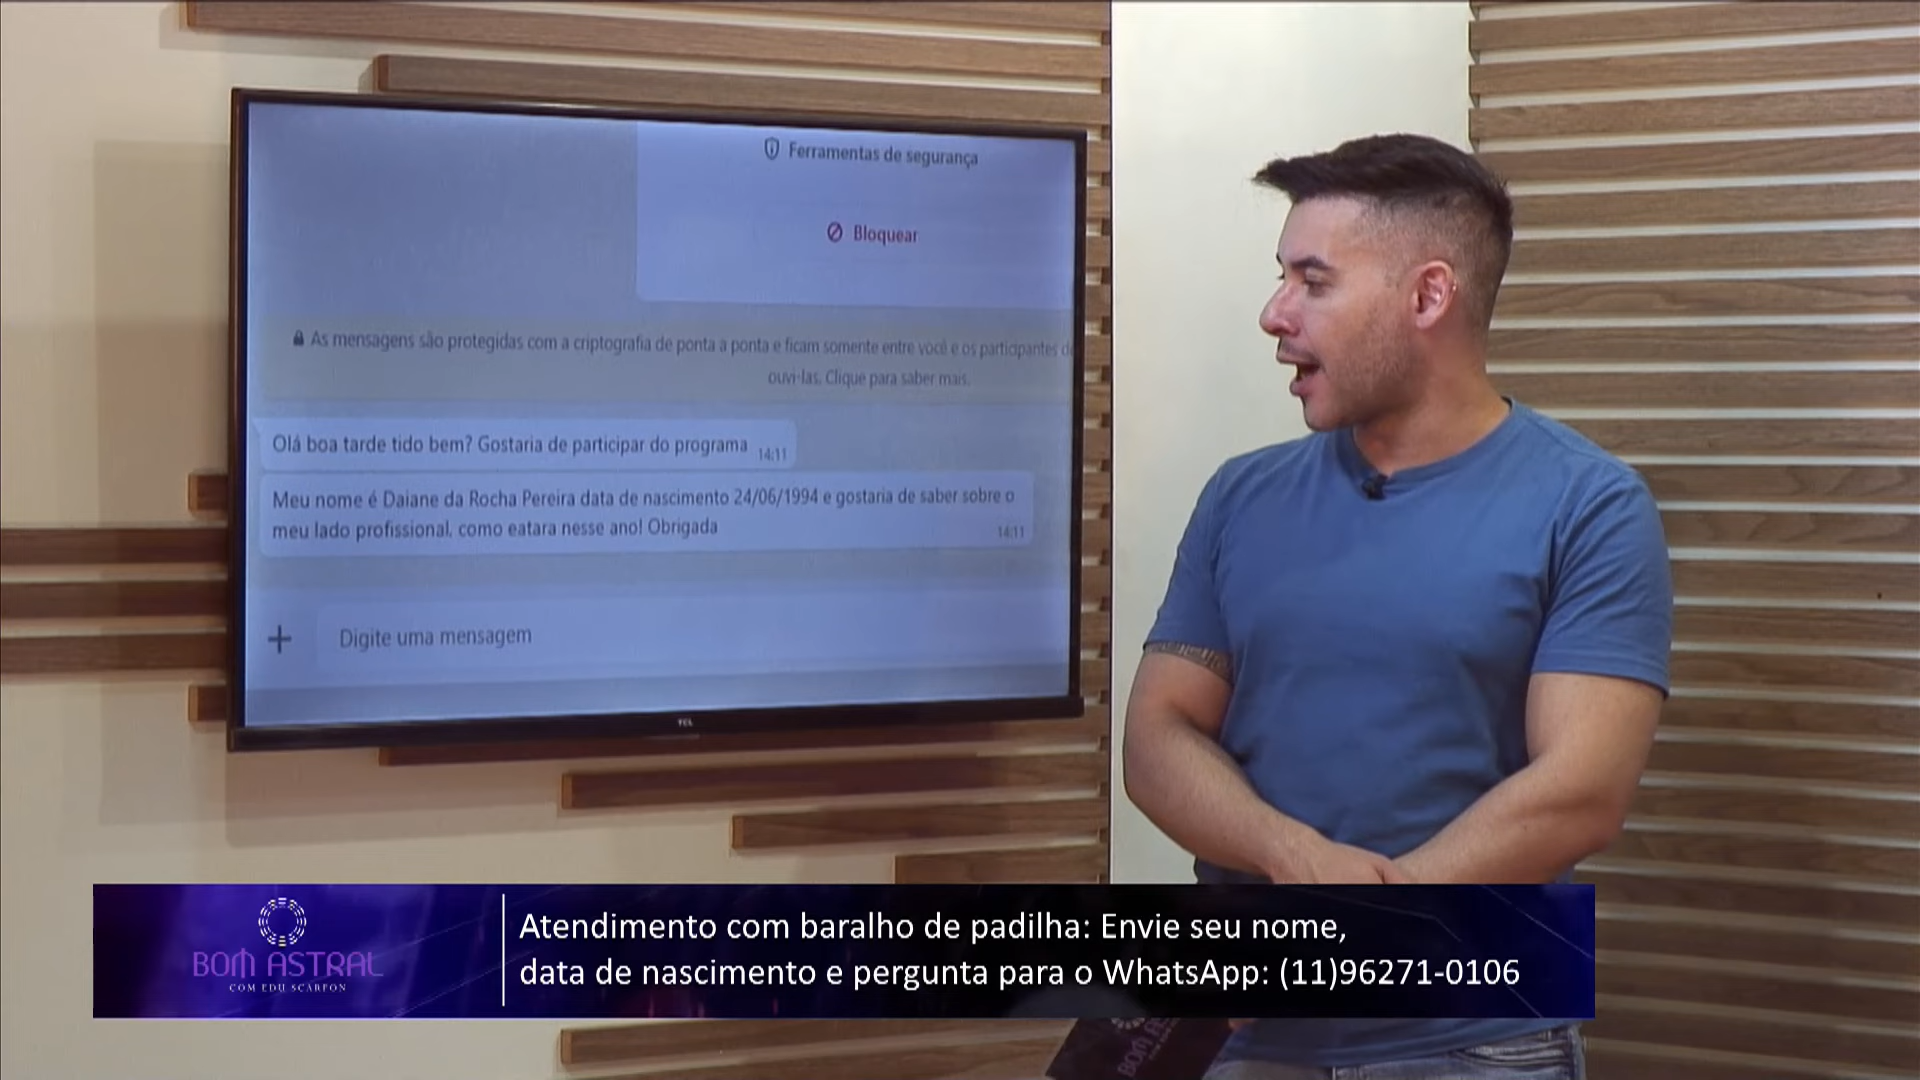 Ferramentas de segurança
Bloquear
As mensagens são protegidas com a criptografia de ponta a ponta e ficam somente entre você e os participantes
ouvi-las. Clique para saber mais.
Olá boa tarde tido bem? Gostaria de participar do programa
14:11
Meu nome é Daiane da Rocha Pereira data de nascimento 24/06/1994 e gostaria de saber sobre o
meu lado profissional, como eatara nesse ano! Obrigada
14:11
+ Digite uma mensagem
TCL
Atendimento com baralho de padilha: Envie seu nome,
data de nascimento e pergunta para o WhatsApp: (11)96271-0106
BOM ASTRAL
COM EDU SCARFON
BOM AS